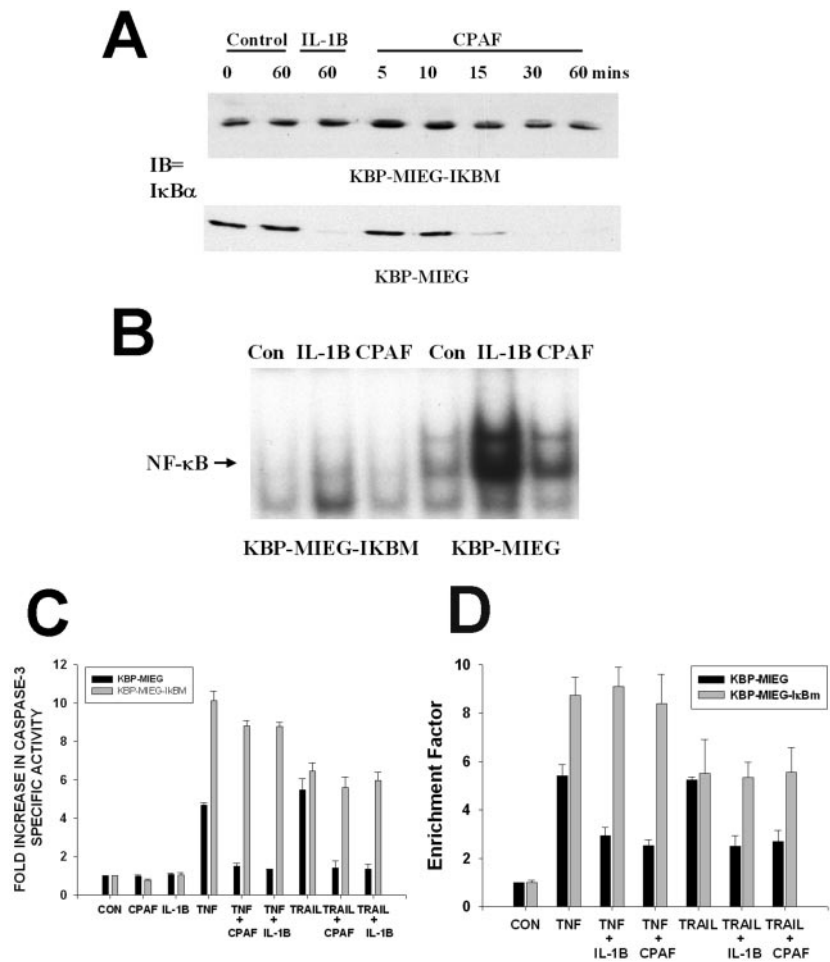 A
Control IL-1B CPAF
0 60 60 5 10 15 30 60 mins
IB=
IκBα
KBP-MIEG-IKBM
KBP-MIEG
B
Con IL-1B CPAF Con IL-1B CPAF
NF-κB →
KBP-MIEG-IKBM KBP-MIEG
C
FOLD INCREASE IN CASPASE-3
SPECIFIC ACTIVITY
12
10
8
6
4
2
0
KBP-MIEG
KBP-MIEG-IkBM
CON CPAF IL-1B TNF TNF + CPAF TNF + IL-1B TRAIL TRAIL + CPAF TRAIL + IL-1B
D
Enrichment Factor
10
8
6
4
2
0
KBP-MIEG
KBP-MIEG-IκBm
CON TNF TNF + IL-1B TNF + CPAF TRAIL TRAIL + IL-1B TRAIL + CPAF